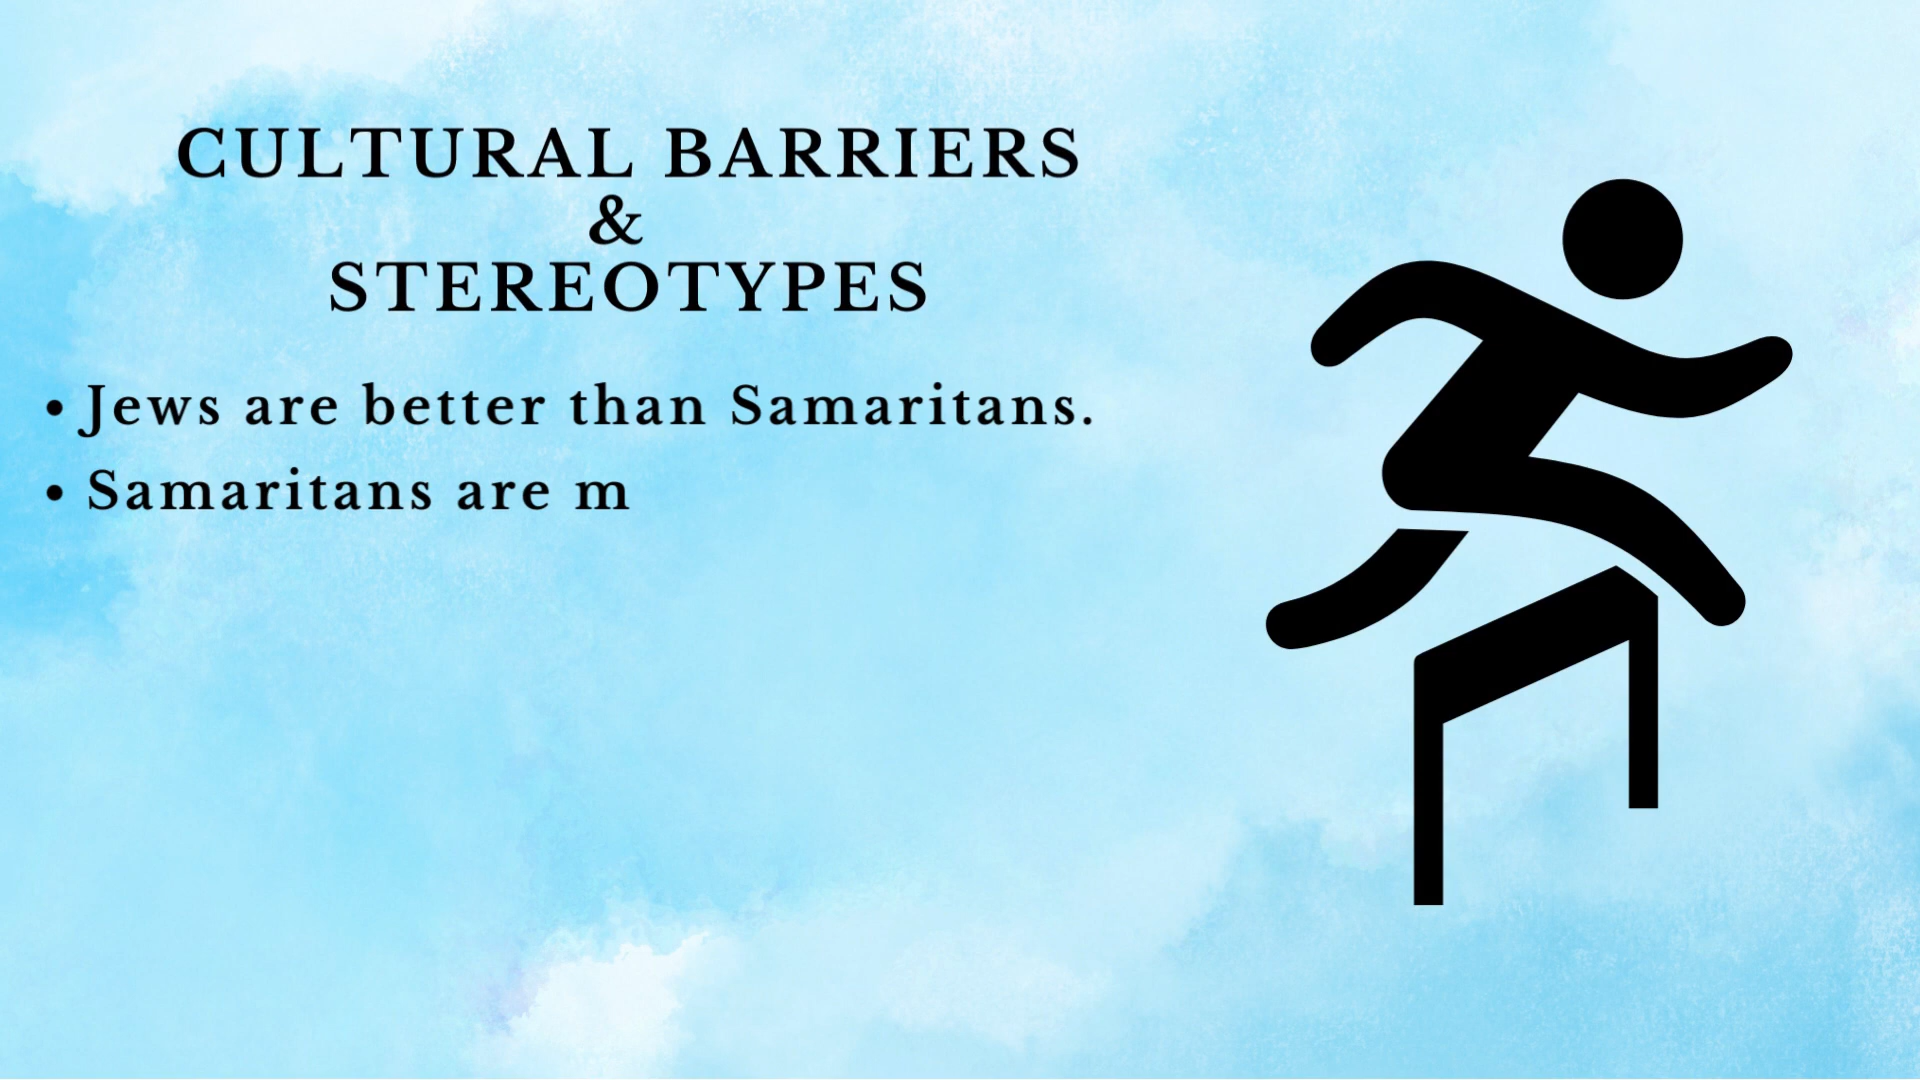 CULTURAL BARRIERS
&
STEREOTYPES
• Jews are better than Samaritans.
• Samaritans are m